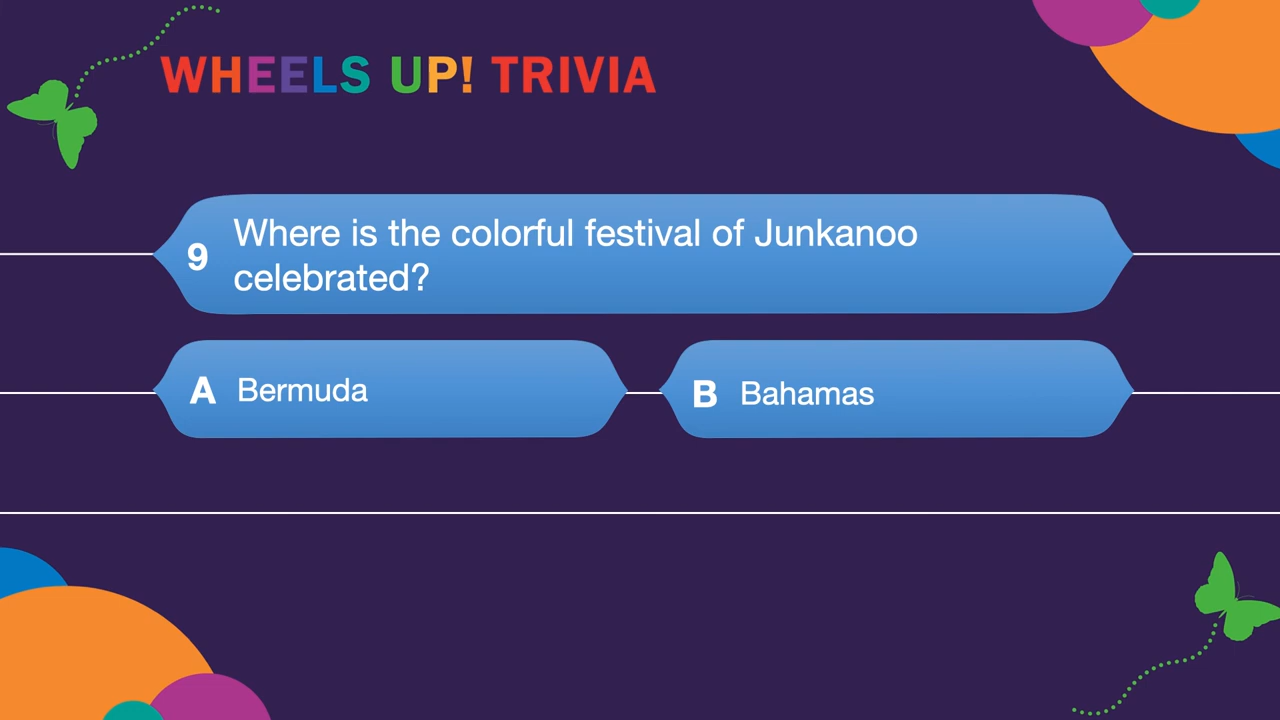 WHEELS UP! TRIVIA
9 Where is the colorful festival of Junkanoo
celebrated?
A Bermuda
B Bahamas